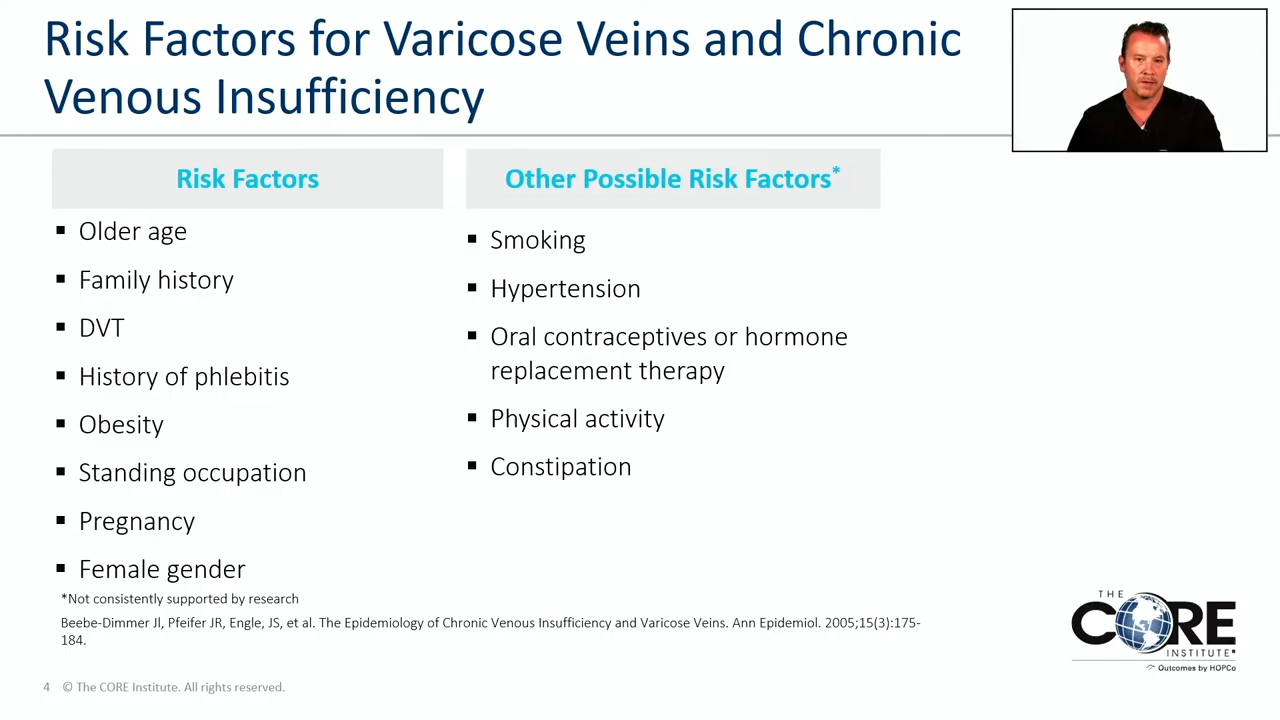 Risk Factors for Varicose Veins and Chronic
Venous Insufficiency
Risk Factors
▪ Older age
▪ Family history
▪ DVT
▪ History of phlebitis
▪ Obesity
▪ Standing occupation
▪ Pregnancy
▪ Female gender
Other Possible Risk Factors*
▪ Smoking
▪ Hypertension
▪ Oral contraceptives or hormone
replacement therapy
▪ Physical activity
▪ Constipation
*Not consistently supported by research
Beebe-Dimmer JI, Pfeifer JR, Engle, JS, et al. The Epidemiology of Chronic Venous Insufficiency and Varicose Veins. Ann Epidemiol. 2005;15(3):175-
184.
4 © The CORE Institute. All rights reserved.
THE
CORE
INSTITUTE®
Outcomes by HOPCo